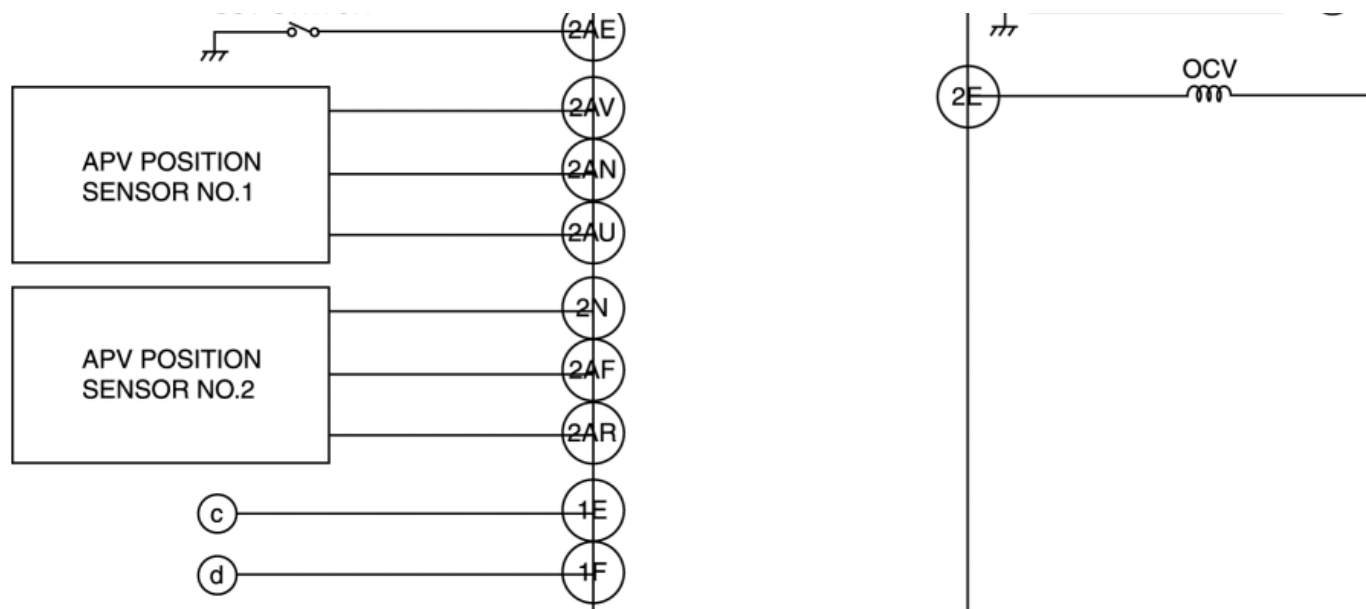 2AE
2AV
APV POSITION
SENSOR NO.1
2AN
2AU
2N
APV POSITION
SENSOR NO.2
2AF
2AR
c
1E
d
1F
OCV
2E